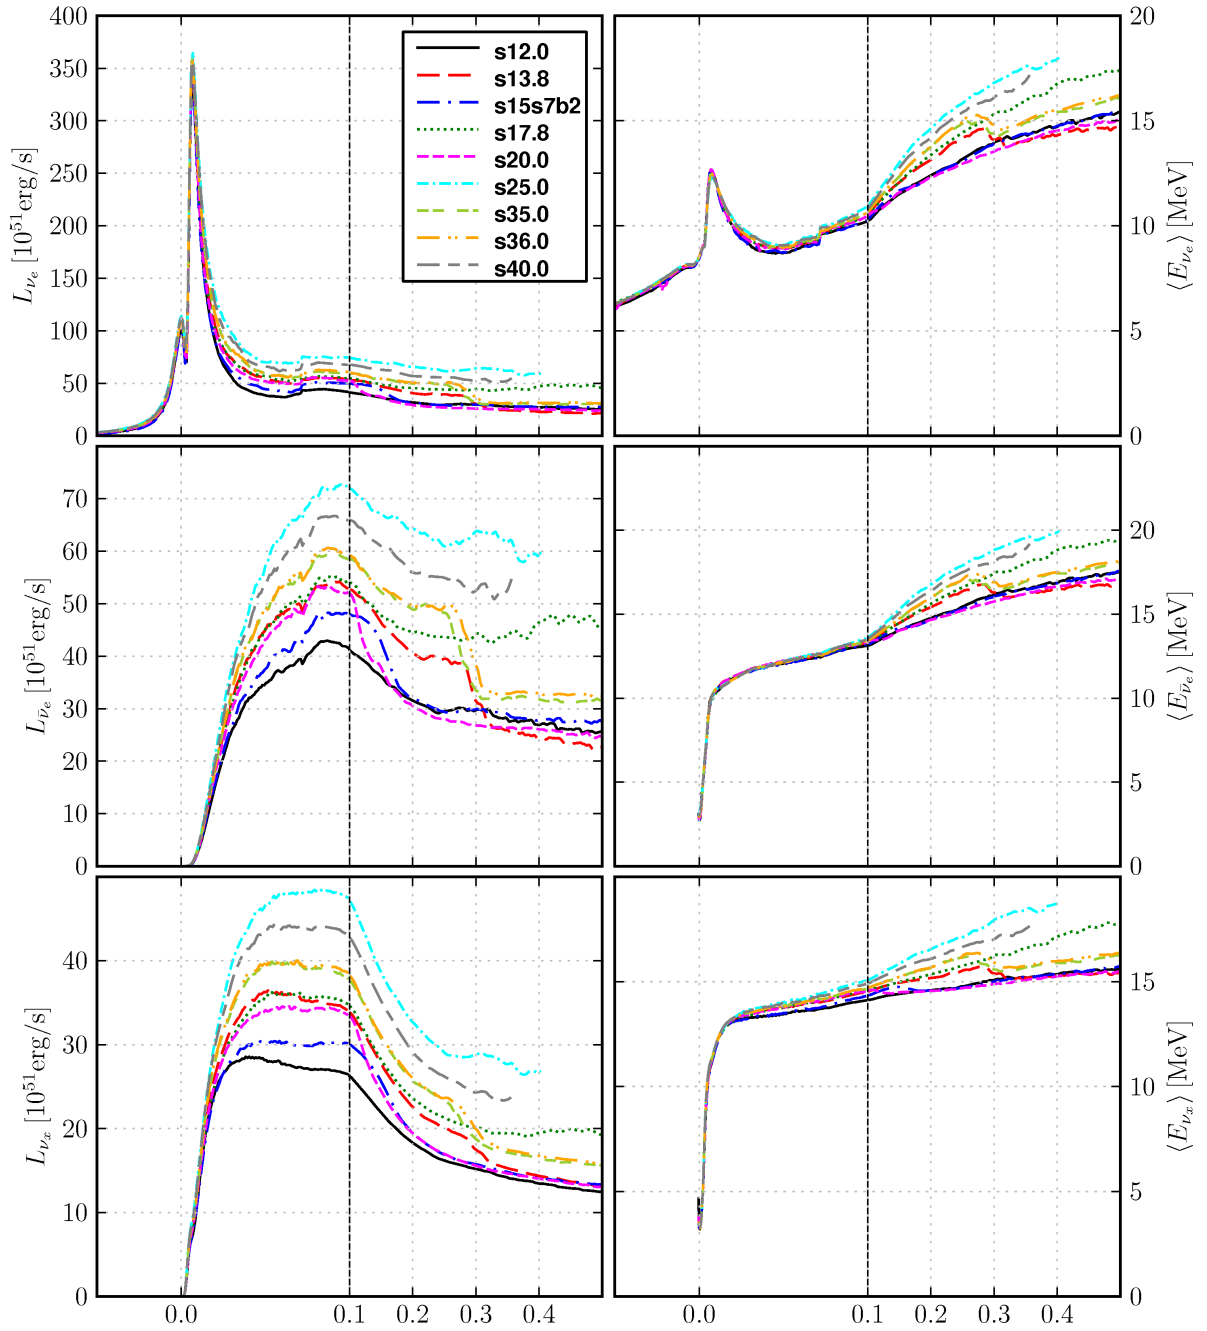 400
350
300
250
200
150
100
50
0
L_{ν_e} [10^{51}erg/s]
s12.0
s13.8
s15s7b2
s17.8
s20.0
s25.0
s35.0
s36.0
s40.0
20
15
10
5
0
⟨E_{ν_e}⟩ [MeV]
70
60
50
40
30
20
10
0
L_{ν̄_e} [10^{51}erg/s]
20
15
10
5
0
⟨E_{ν̄_e}⟩ [MeV]
40
30
20
10
0
L_{ν_x} [10^{51}erg/s]
15
10
5
0
⟨E_{ν_x}⟩ [MeV]
0.0 0.1 0.2 0.3 0.4
0.0 0.1 0.2 0.3 0.4